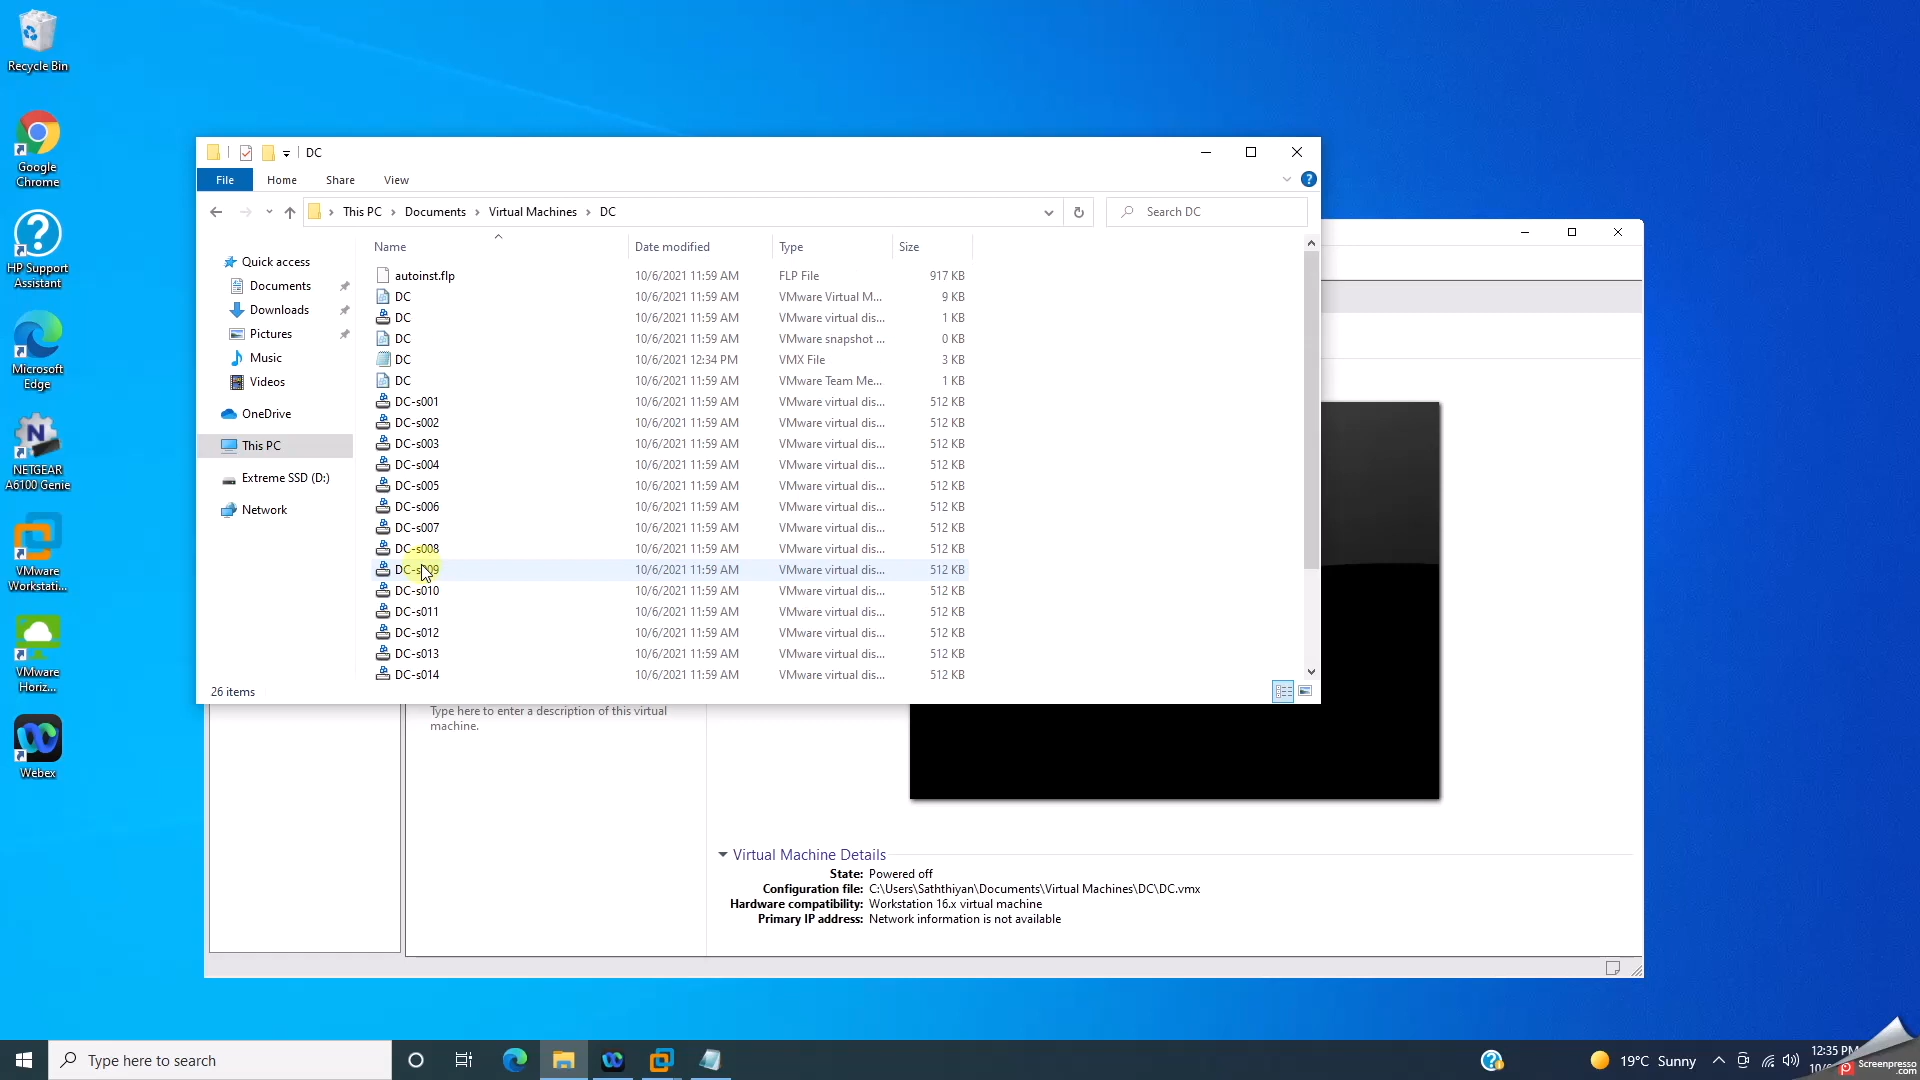 Recycle Bin
Google
Chrome
HP Support
Assistant
Microsoft
Edge
NETGEAR
A6100 Genie
VMware
Workstati...
VMware
Horiz...
Webex
DC
File Home Share View
This PC > Documents > Virtual Machines > DC
Search DC
Quick access
Documents
Downloads
Pictures
Music
Videos
OneDrive
This PC
Extreme SSD (D:)
Network
Name Date modified Type Size
autoinst.flp 10/6/2021 11:59 AM FLP File 917 KB
DC 10/6/2021 11:59 AM VMware Virtual M... 9 KB
DC 10/6/2021 11:59 AM VMware virtual dis... 1 KB
DC 10/6/2021 11:59 AM VMware snapshot ... 0 KB
DC 10/6/2021 12:34 PM VMX File 3 KB
DC 10/6/2021 11:59 AM VMware Team Me... 1 KB
DC-s001 10/6/2021 11:59 AM VMware virtual dis... 512 KB
DC-s002 10/6/2021 11:59 AM VMware virtual dis... 512 KB
DC-s003 10/6/2021 11:59 AM VMware virtual dis... 512 KB
DC-s004 10/6/2021 11:59 AM VMware virtual dis... 512 KB
DC-s005 10/6/2021 11:59 AM VMware virtual dis... 512 KB
DC-s006 10/6/2021 11:59 AM VMware virtual dis... 512 KB
DC-s007 10/6/2021 11:59 AM VMware virtual dis... 512 KB
DC-s008 10/6/2021 11:59 AM VMware virtual dis... 512 KB
DC-s009 10/6/2021 11:59 AM VMware virtual dis... 512 KB
DC-s010 10/6/2021 11:59 AM VMware virtual dis... 512 KB
DC-s011 10/6/2021 11:59 AM VMware virtual dis... 512 KB
DC-s012 10/6/2021 11:59 AM VMware virtual dis... 512 KB
DC-s013 10/6/2021 11:59 AM VMware virtual dis... 512 KB
DC-s014 10/6/2021 11:59 AM VMware virtual dis... 512 KB
26 items
Type here to enter a description of this virtual
machine.
Virtual Machine Details
State: Powered off
Configuration file: C:\Users\Saththiyan\Documents\Virtual Machines\DC\DC.vmx
Hardware compatibility: Workstation 16.x virtual machine
Primary IP address: Network information is not available
Type here to search
19°C Sunny
12:35 PM
Screenpresso
.com